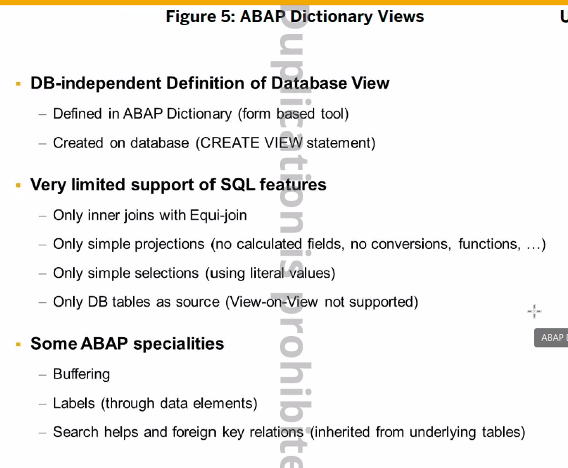 Figure 5: ABAP Dictionary Views
U
DB-independent Definition of Database View
– Defined in ABAP Dictionary (form based tool)
– Created on database (CREATE VIEW statement)
Very limited support of SQL features
– Only inner joins with Equi-join
– Only simple projections (no calculated fields, no conversions, functions, …)
– Only simple selections (using literal values)
– Only DB tables as source (View-on-View not supported)
ABAP
Some ABAP specialities
– Buffering
– Labels (through data elements)
– Search helps and foreign key relations (inherited from underlying tables)
Duplication is prohibite